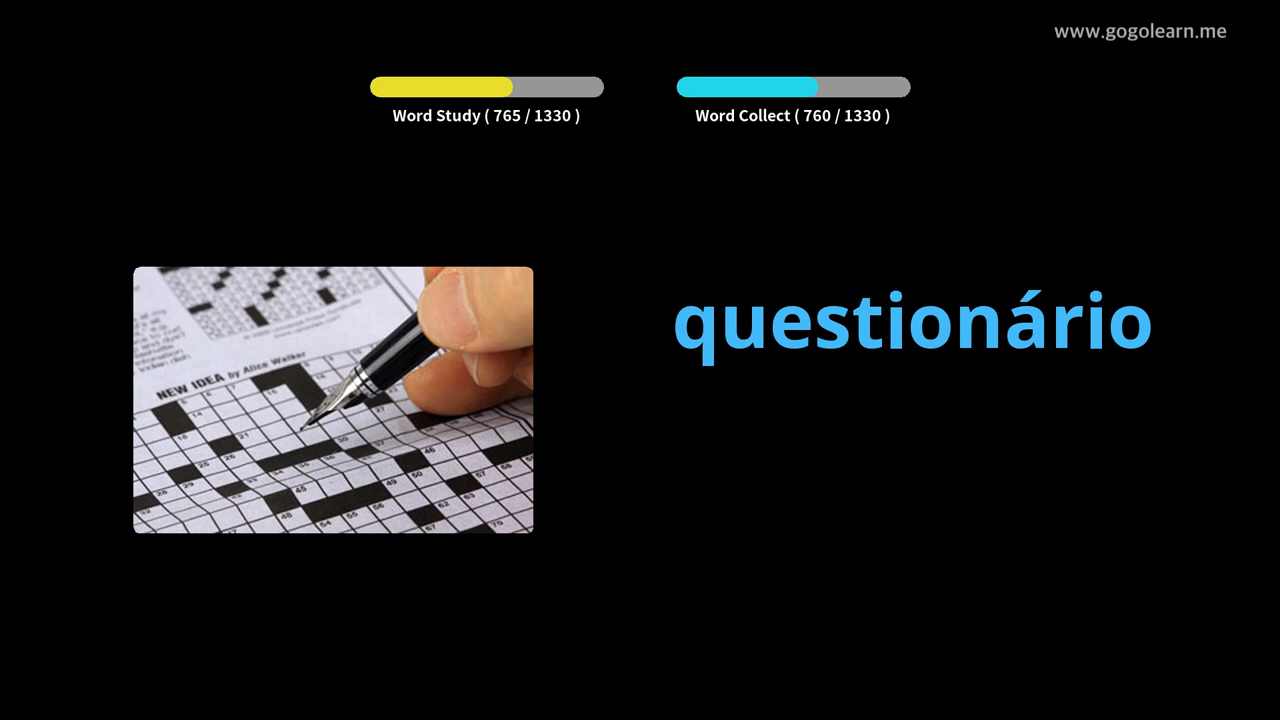 www.gogolearn.me
Word Study ( 765 / 1330 )
Word Collect ( 760 / 1330 )
questionário
NEW IDEA by Alice Walker